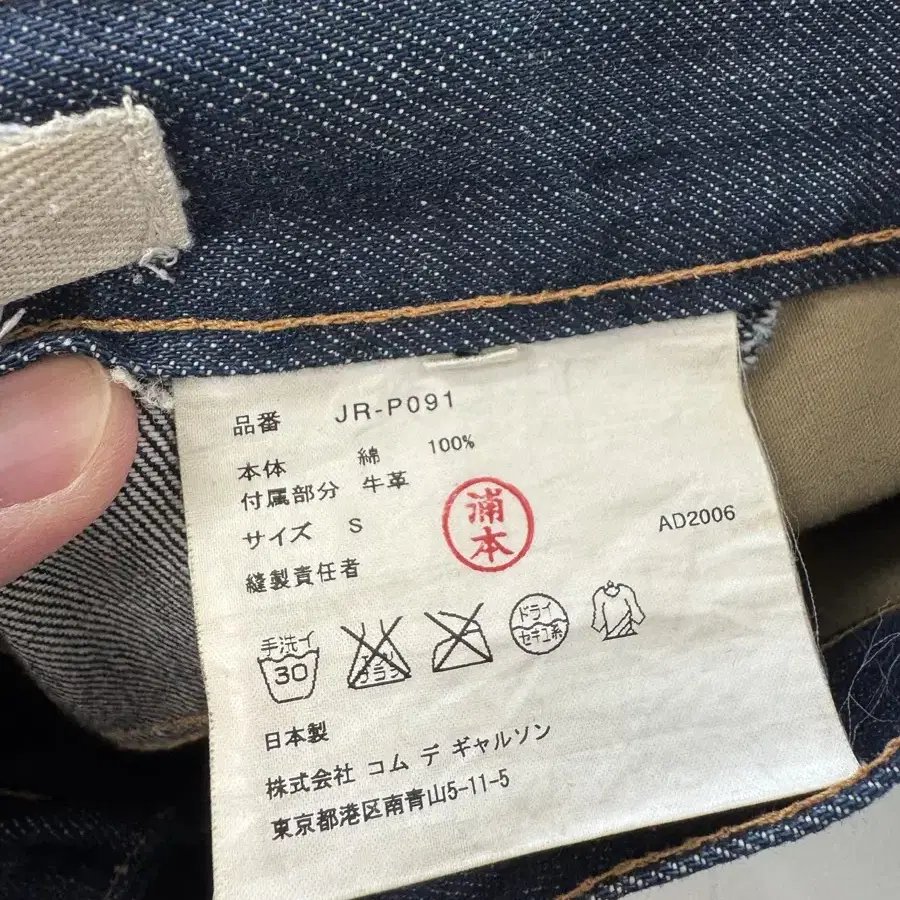 品番 JR-P091
本体 綿 100%
付属部分 牛革
サイズ S
浦本
AD2006
縫製責任者
手洗イ
30
ドライ
セキユ系
日本製
株式会社 コム デ ギャルソン
東京都港区南青山5-11-5